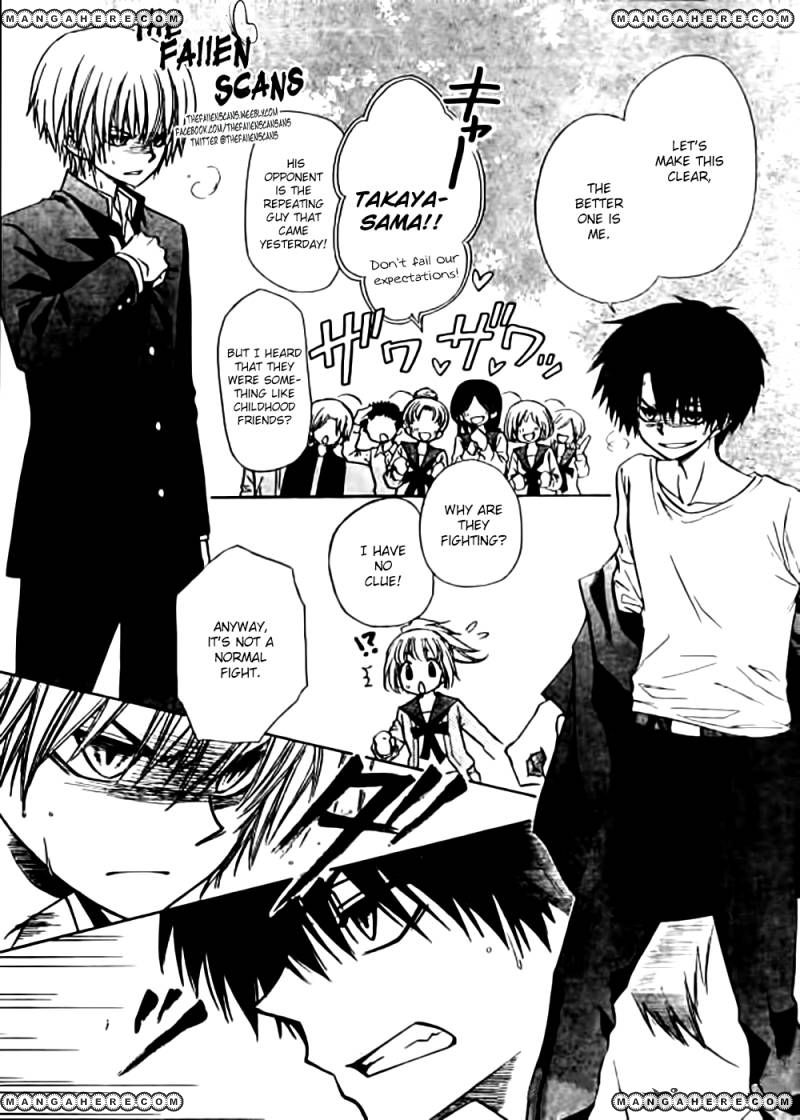 MANGAHERE.COM
MANGAHERE.COM
THE
FALLEN
SCANS
THEFALLENSCANS.WEEBLY.COM
FACEBOOK.COM/THEFALLENSCANSANS
TWITTER @THEFALLENSCANS
LET'S
MAKE THIS
CLEAR,
THE
BETTER
ONE IS
ME.
キャー
TAKAYA-
SAMA!!
Don't fail our
expectations!
HIS
OPPONENT
IS THE
REPEATING
GUY THAT
CAME
YESTERDAY!
ザワザワッ
BUT I HEARD
THAT THEY
WERE SOME-
THING LIKE
CHILDHOOD
FRIENDS?
WHY ARE
THEY
FIGHTING?
I HAVE
NO
CLUE!
!?
ANYWAY,
IT'S NOT A
NORMAL
FIGHT.
ダッ
MANGAHERE.COM
MANGAHERE.COM